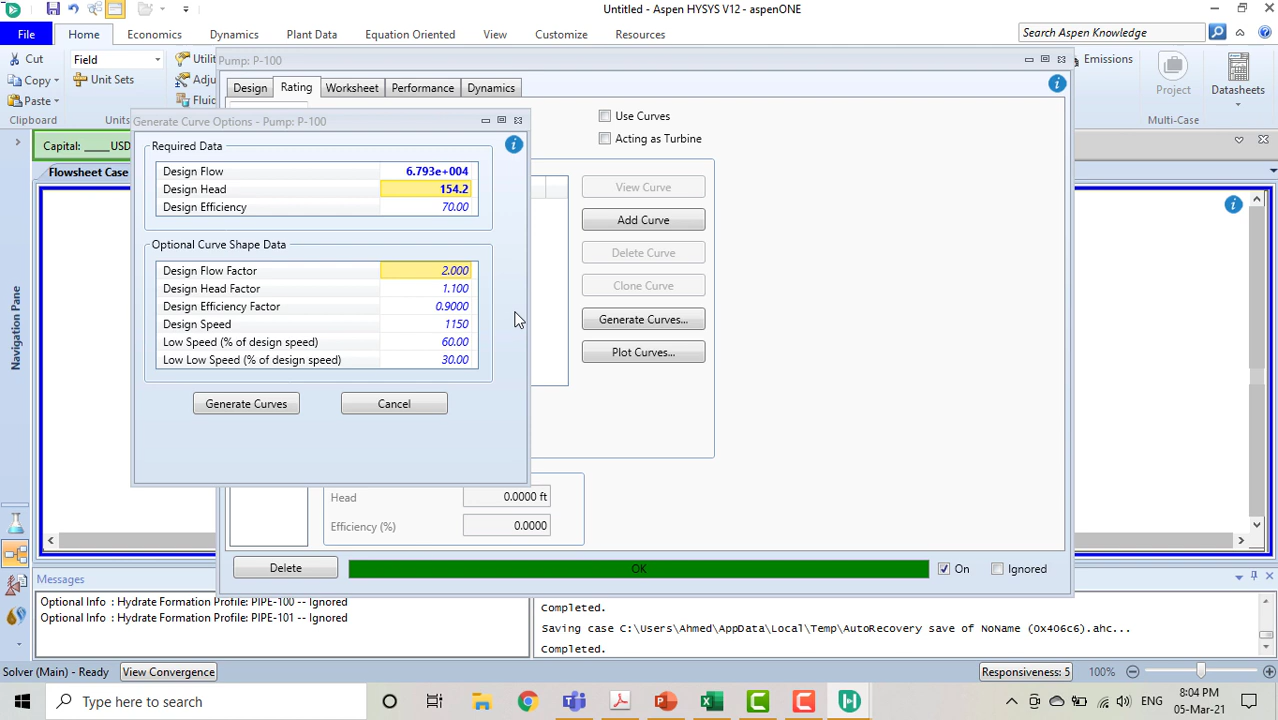 Untitled - Aspen HYSYS V12 - aspenONE
File
Home
Economics
Dynamics
Plant Data
Equation Oriented
View
Customize
Resources
Search Aspen Knowledge
Cut
Copy
Paste
Clipboard
Field
Unit Sets
Units
Utilit
Adju
Fluic
Pump: P-100
Emissions
Project
Datasheets
Multi-Case
Capital: ____ USD
Flowsheet Case
Navigation Pane
Design
Rating
Worksheet
Performance
Dynamics
Generate Curve Options - Pump: P-100
Required Data
Design Flow 6.793e+004
Design Head 154.2
Design Efficiency 70.00
Optional Curve Shape Data
Design Flow Factor 2.000
Design Head Factor 1.100
Design Efficiency Factor 0.9000
Design Speed 1150
Low Speed (% of design speed) 60.00
Low Low Speed (% of design speed) 30.00
Generate Curves
Cancel
Use Curves
Acting as Turbine
View Curve
Add Curve
Delete Curve
Clone Curve
Generate Curves...
Plot Curves...
Head 0.0000 ft
Efficiency (%) 0.0000
Delete
OK
On
Ignored
Messages
Optional Info : Hydrate Formation Profile: PIPE-100 -- Ignored
Optional Info : Hydrate Formation Profile: PIPE-101 -- Ignored
Completed.
Saving case C:\Users\Ahmed\AppData\Local\Temp\AutoRecovery save of NoName (0x406c6).ahc...
Completed.
Solver (Main) - Ready
View Convergence
Responsiveness: 5
100%
Type here to search
ENG
8:04 PM
05-Mar-21